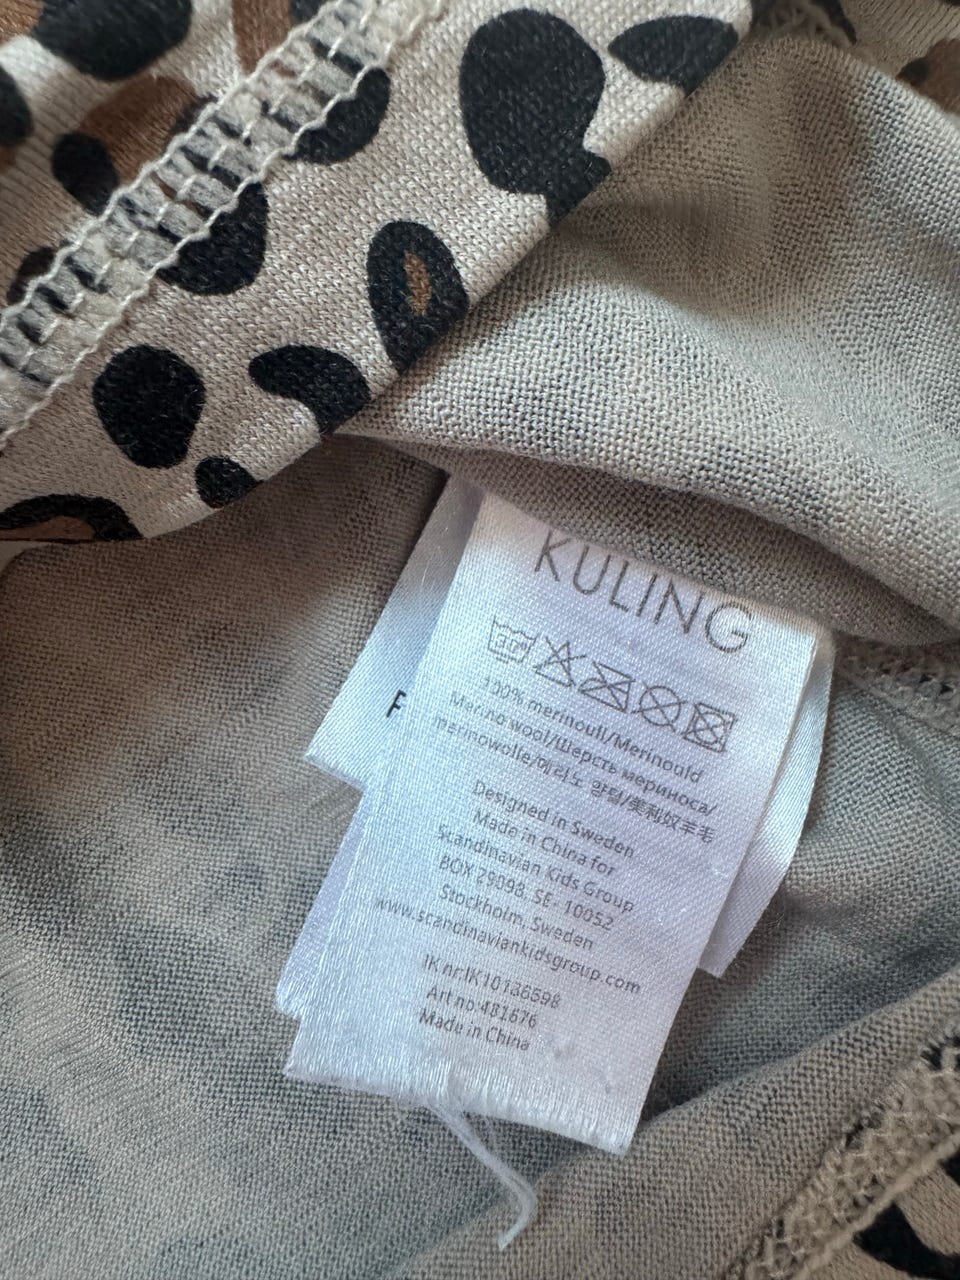 KULING
30°
100% merinoull/Merinould
Merino wool/Шерсть мериноса/
merinowolle/메리노 양털/美利奴羊毛
Designed in Sweden
Made in China for
Scandinavian Kids Group
BOX 29098, SE- 10052
Stockholm, Sweden
www.scandinaviankidsgroup.com
IK nr:IK10136598
Art no:481676
Made in China
F